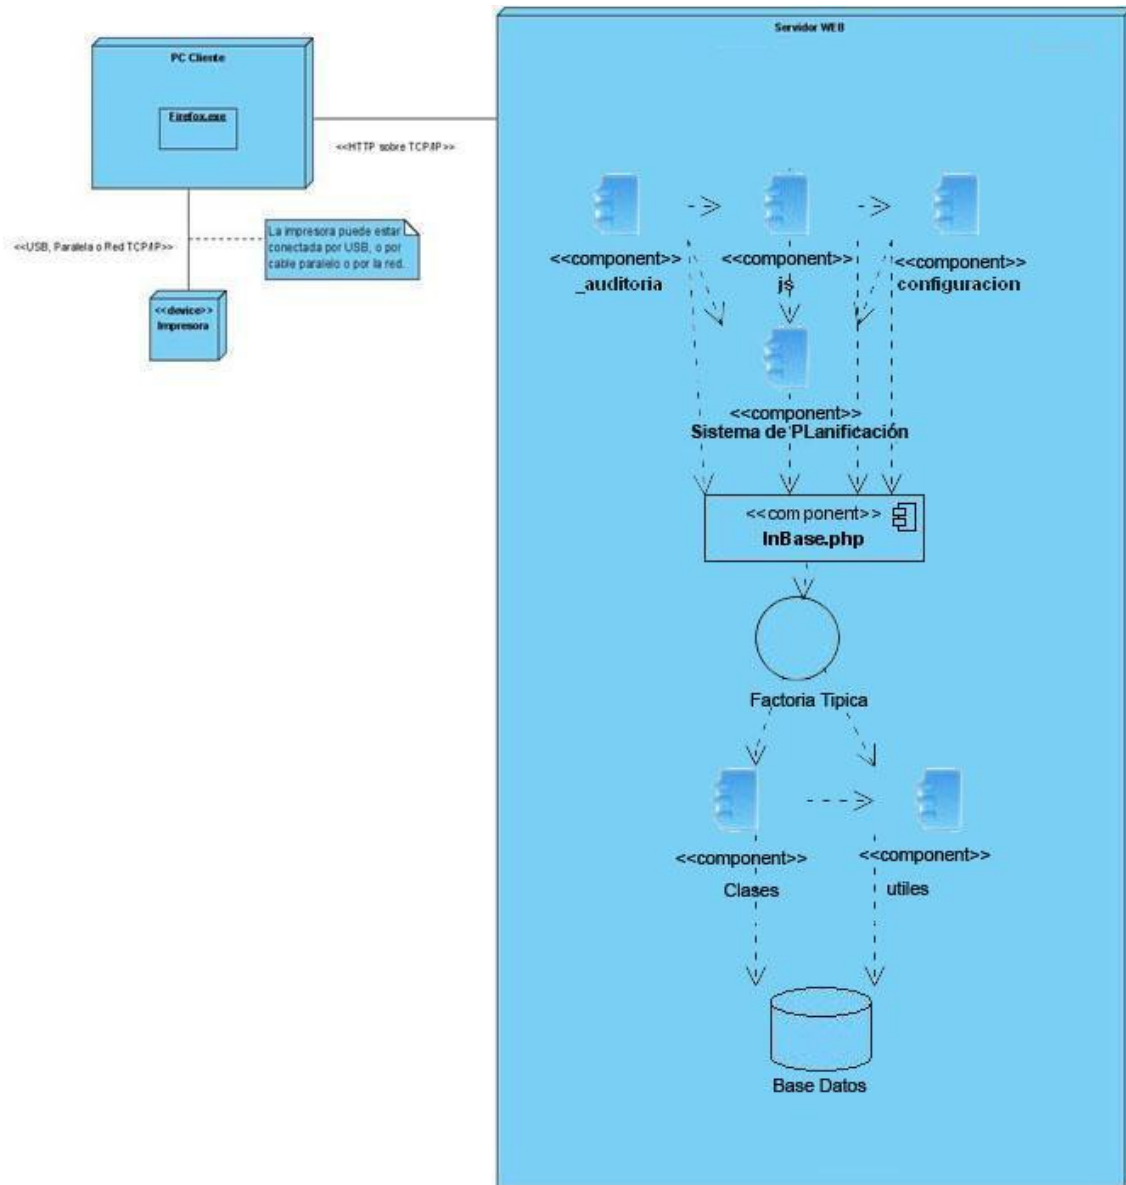 Servidor WEB
PC Cliente
Firefox.exe
<<HTTP sobre TCP/IP>>
<<USB, Paralela o Red TCP/IP>>
La impresora puede estar
conectada por USB, o por
cable paralelo o por la red.
<<device>>
Impresora
<<component>>
_auditoria
<<component>>
js
<<component>>
configuracion
<<component>>
Sistema de PLanificación
<<component>>
InBase.php
Factoria Tipica
<<component>>
Clases
<<component>>
utiles
Base Datos